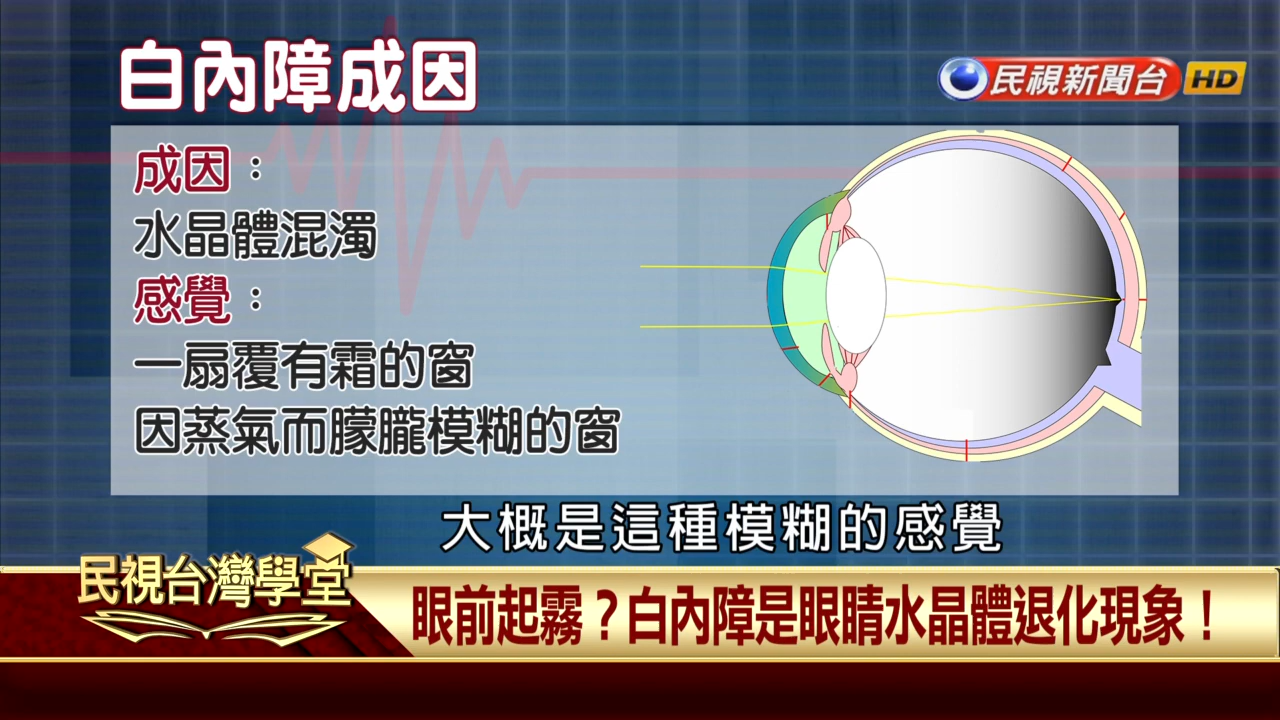 白內障成因
民視新聞台 HD
成因：
水晶體混濁
感覺：
一扇覆有霜的窗
因蒸氣而朦朧模糊的窗
大概是這種模糊的感覺
民視台灣學堂
眼前起霧？白內障是眼睛水晶體退化現象！